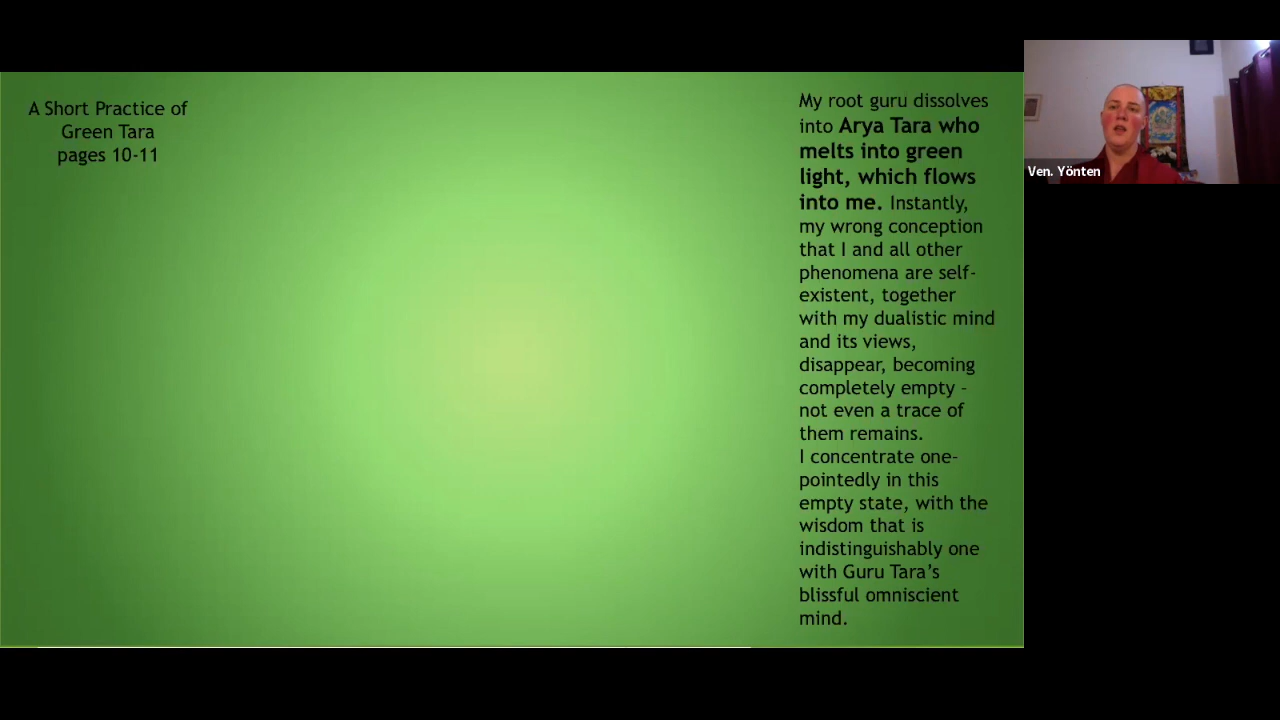 A Short Practice of
Green Tara
pages 10-11
My root guru dissolves
into Arya Tara who
melts into green
light, which flows
into me. Instantly,
my wrong conception
that I and all other
phenomena are self-
existent, together
with my dualistic mind
and its views,
disappear, becoming
completely empty -
not even a trace of
them remains.
I concentrate one-
pointedly in this
empty state, with the
wisdom that is
indistinguishably one
with Guru Tara's
blissful omniscient
mind.
Ven. Yönten